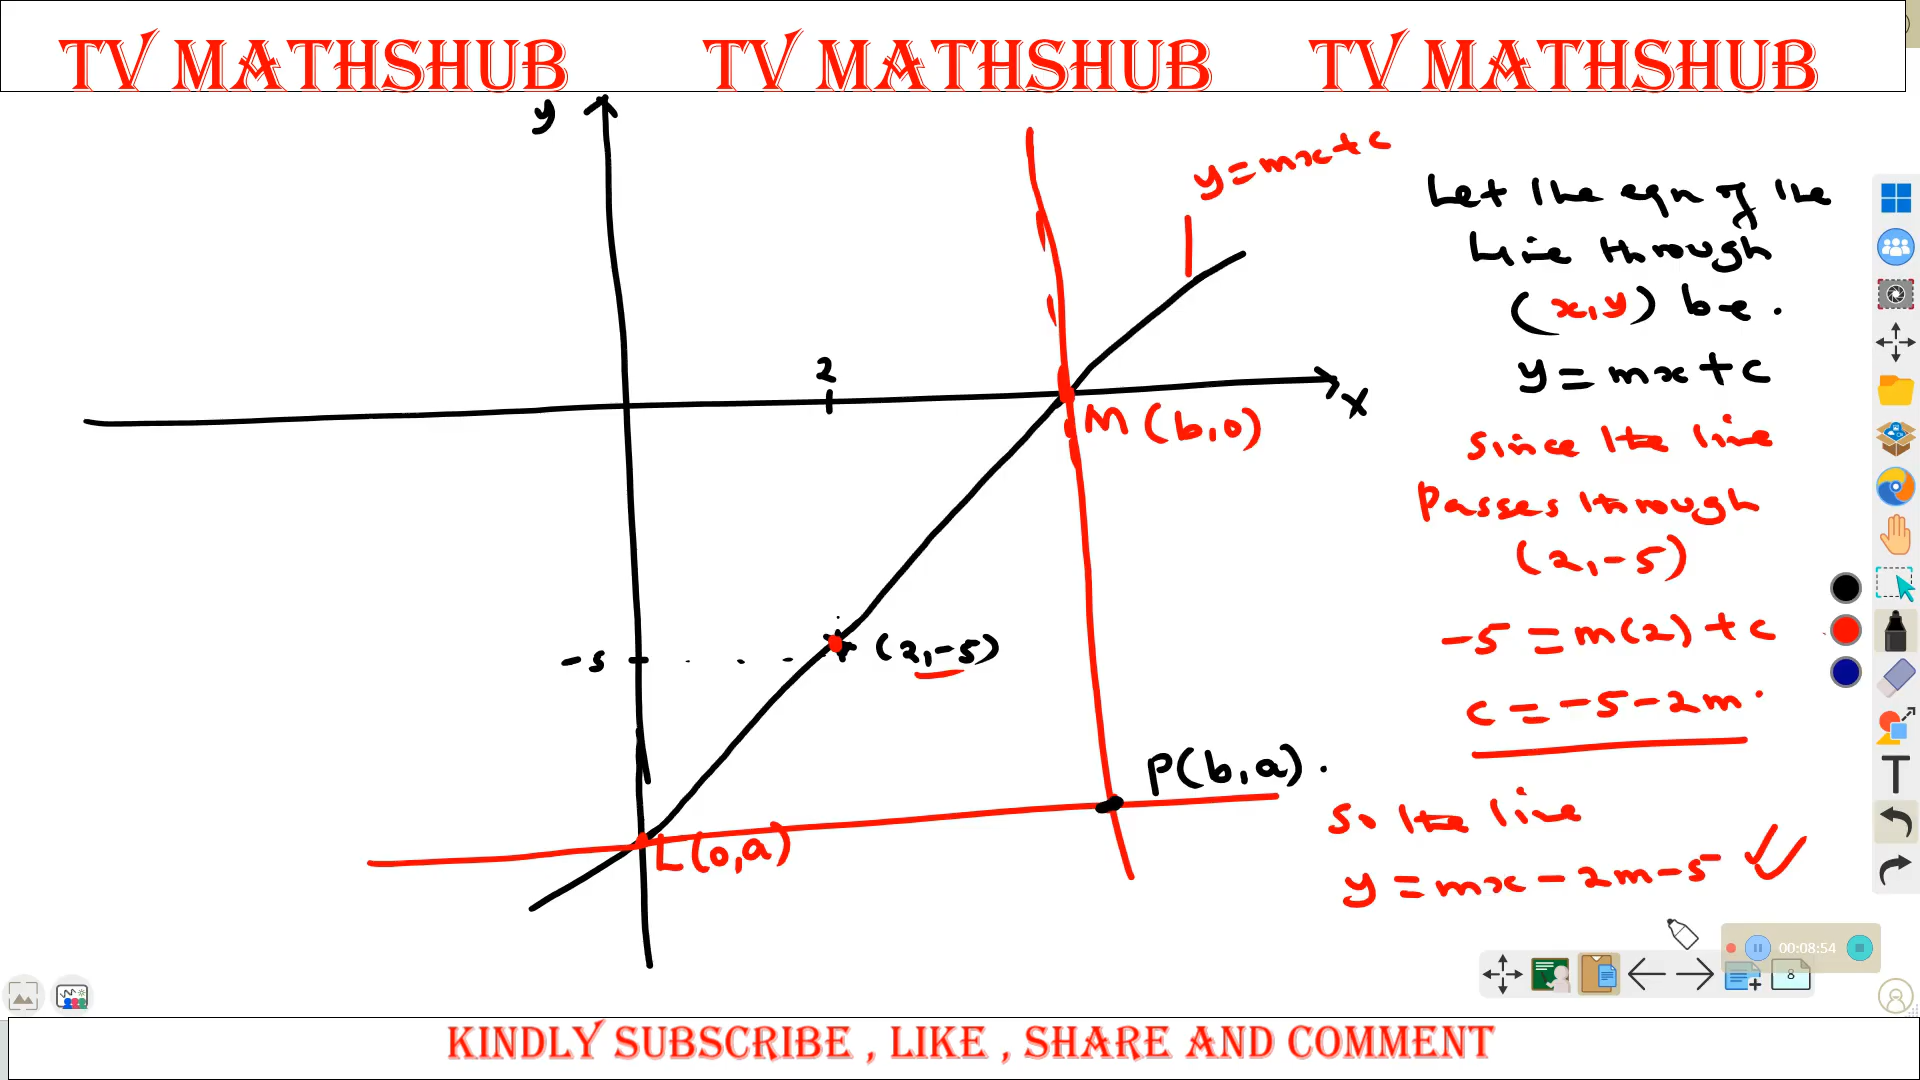 TV MATHSHUB TV MATHSHUB TV MATHSHUB
y
y=mx+c
2
x
M(b,0)
-5
(2,-5)
P(b,a).
L(0,a)
Let the eqn of the
line through
(x,y) be.
y=mx+c
Since the line
passes through
(2,-5)
-5=m(2)+c
c=-5-2m.
So the line
y=mx-2m-5
T
00:08:54
8
KINDLY SUBSCRIBE , LIKE , SHARE AND COMMENT